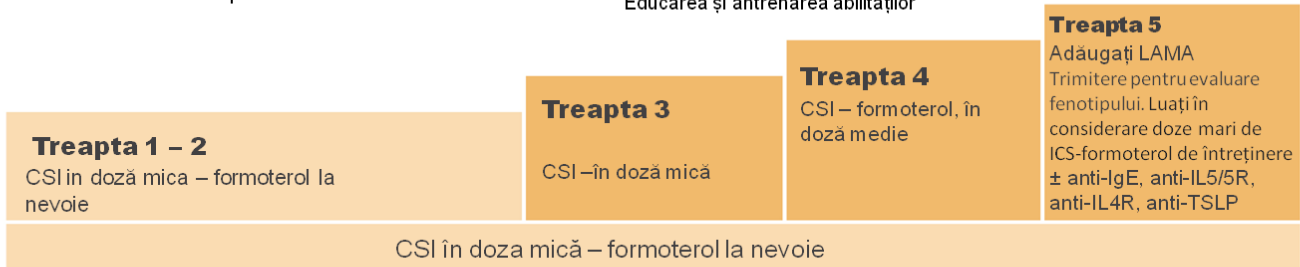 Educarea și antrenarea abilităților
Treapta 1 – 2
CSI in doză mica – formoterol la
nevoie
Treapta 3
CSI –în doză mică
Treapta 4
CSI – formoterol, în
doză medie
Treapta 5
Adăugați LAMA
Trimitere pentru evaluare
fenotipului. Luați în
considerare doze mari de
ICS-formoterol de întreținere
± anti-IgE, anti-IL5/5R,
anti-IL4R, anti-TSLP
CSI în doza mică – formoterol la nevoie